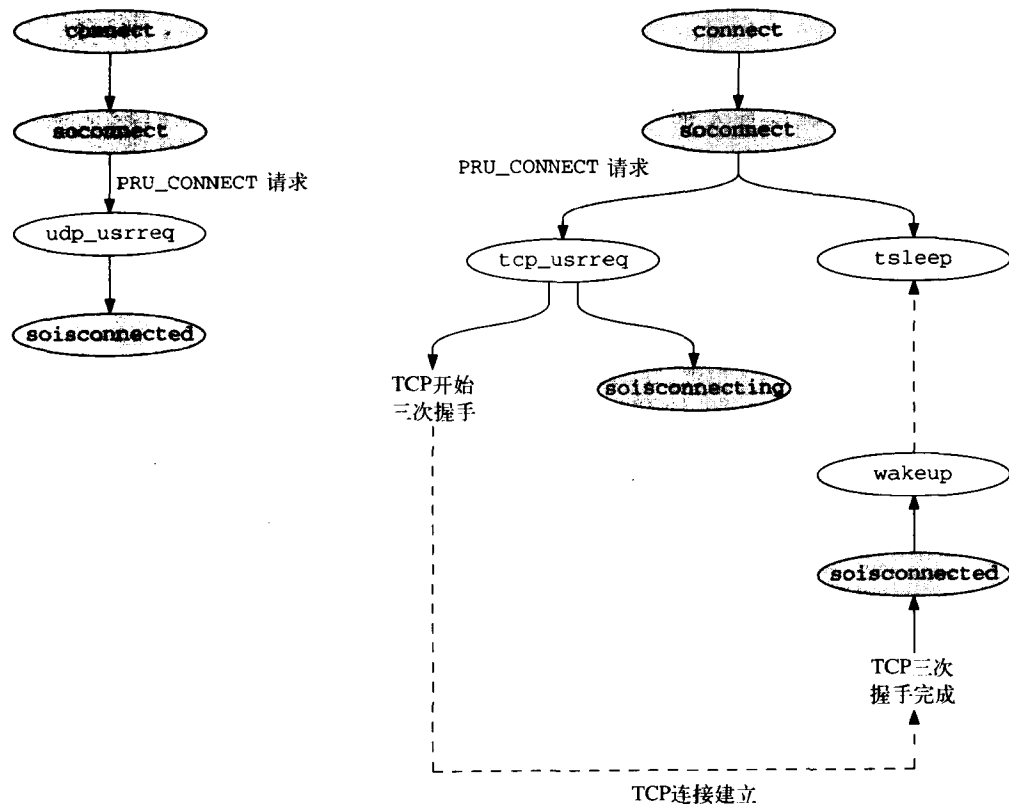 connect
soconnect
PRU_CONNECT 请求
udp_usrreq
soisconnected
connect
soconnect
PRU_CONNECT 请求
tcp_usrreq
tsleep
TCP开始
三次握手
soisconnecting
wakeup
soisconnected
TCP三次
握手完成
TCP连接建立